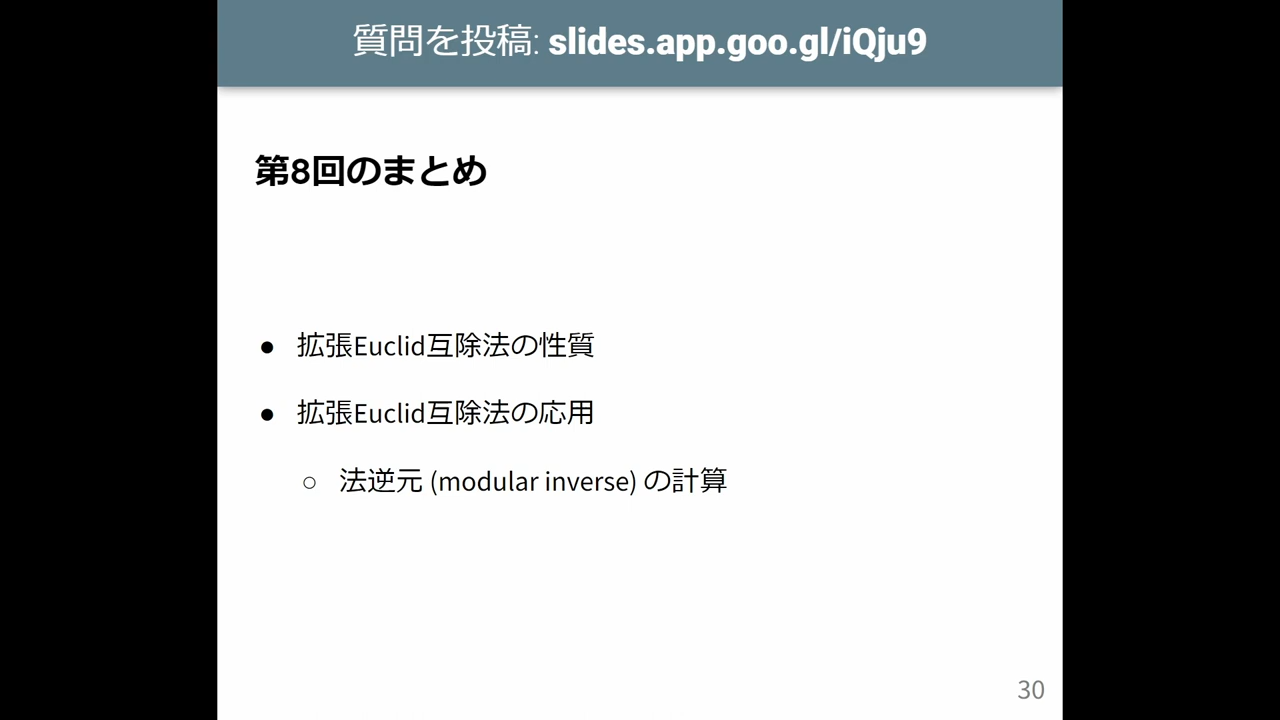 質問を投稿: slides.app.goo.gl/iQju9
第8回のまとめ
● 拡張Euclid互除法の性質
● 拡張Euclid互除法の応用
○ 法逆元 (modular inverse) の計算
30